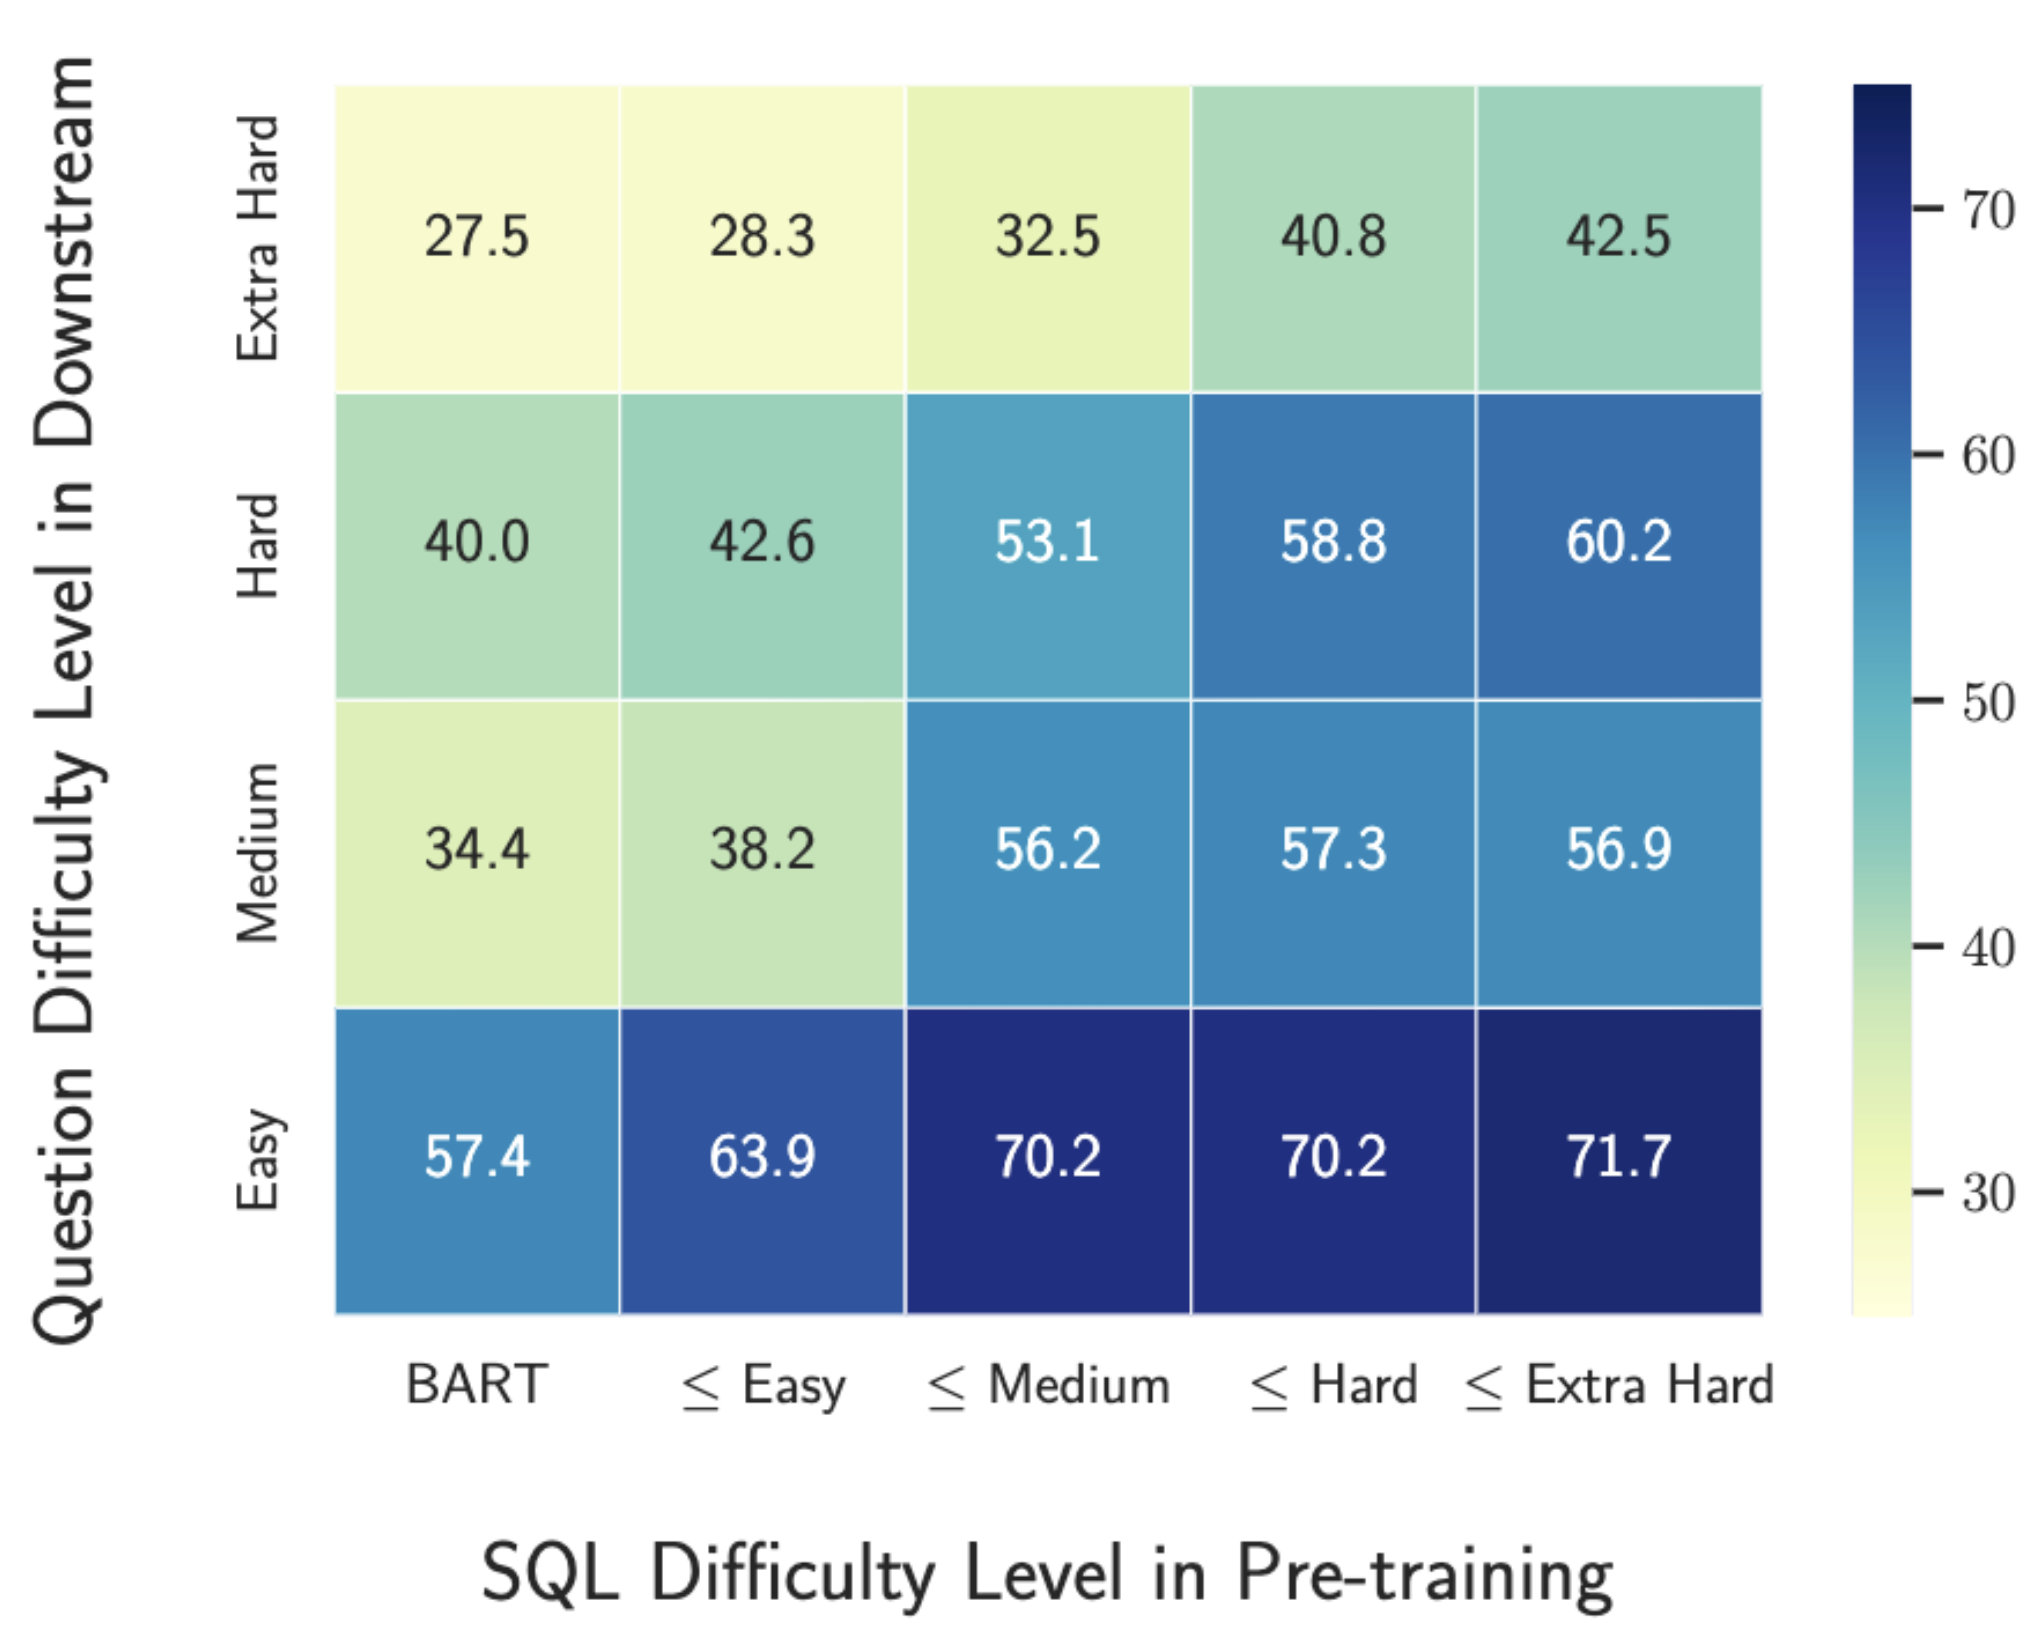 Question Difficulty Level in Downstream
Extra Hard
27.5 28.3 32.5 40.8 42.5
Hard
40.0 42.6 53.1 58.8 60.2
Medium
34.4 38.2 56.2 57.3 56.9
Easy
57.4 63.9 70.2 70.2 71.7
BART ≤ Easy ≤ Medium ≤ Hard ≤ Extra Hard
SQL Difficulty Level in Pre-training
70
60
50
40
30